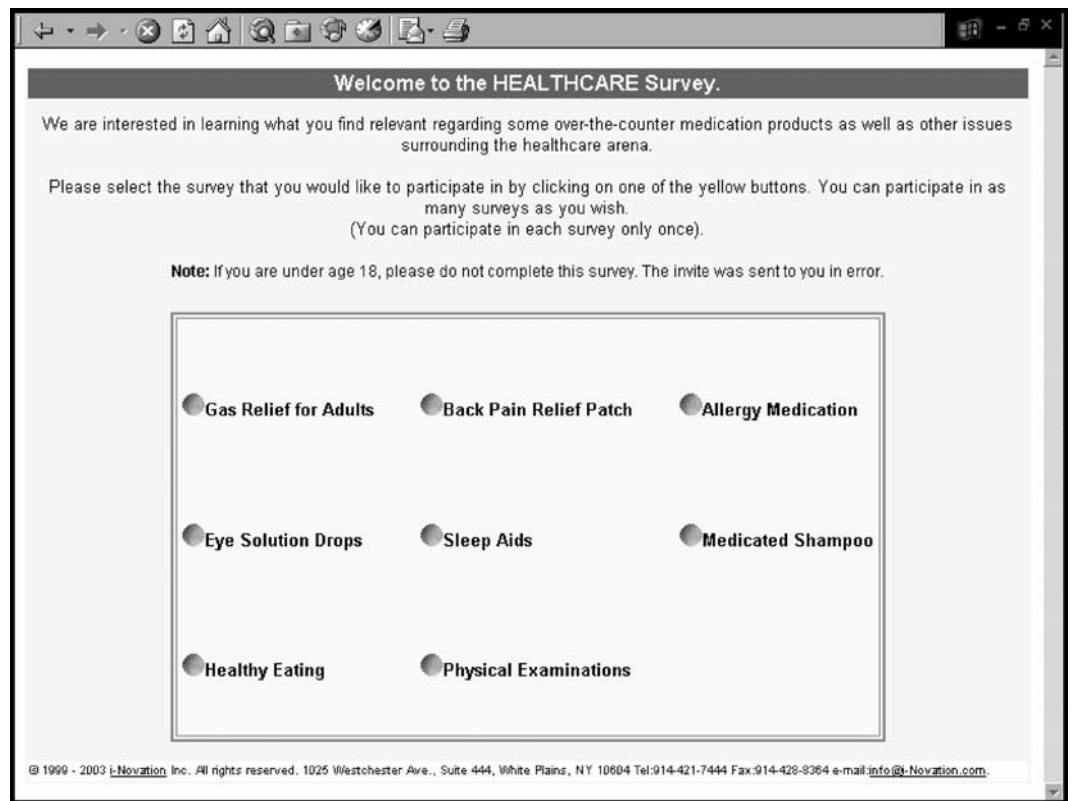 Welcome to the HEALTHCARE Survey.
We are interested in learning what you find relevant regarding some over-the-counter medication products as well as other issues
surrounding the healthcare arena.
Please select the survey that you would like to participate in by clicking on one of the yellow buttons. You can participate in as
many surveys as you wish.
(You can participate in each survey only once).
Note: If you are under age 18, please do not complete this survey. The invite was sent to you in error.
Gas Relief for Adults Back Pain Relief Patch Allergy Medication
Eye Solution Drops Sleep Aids Medicated Shampoo
Healthy Eating Physical Examinations
© 1999 - 2003 i-Novation Inc. All rights reserved. 1025 Westchester Ave., Suite 444, White Plains, NY 10604 Tel:914-421-7444 Fax:914-428-8364 e-mail:info@i-Novation.com.